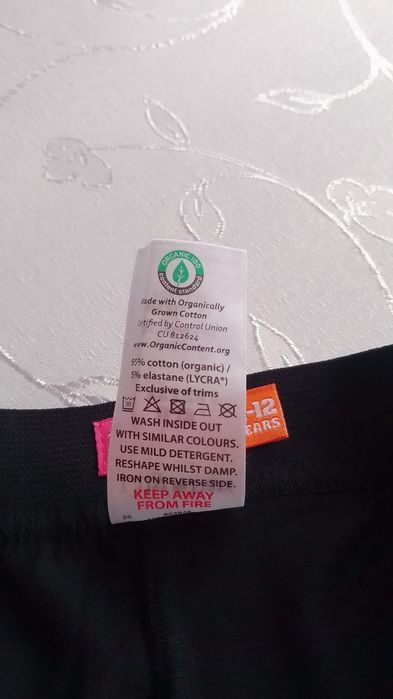 ORGANIC 100
content standard
Made with Organically
Grown Cotton
Certified by Control Union
CU 812624
www.OrganicContent.org
95% cotton (organic) /
5% elastane (LYCRA®)
Exclusive of trims
30
WASH INSIDE OUT
WITH SIMILAR COLOURS.
USE MILD DETERGENT.
RESHAPE WHILST DAMP.
IRON ON REVERSE SIDE.
KEEP AWAY
FROM FIRE
-12
EARS